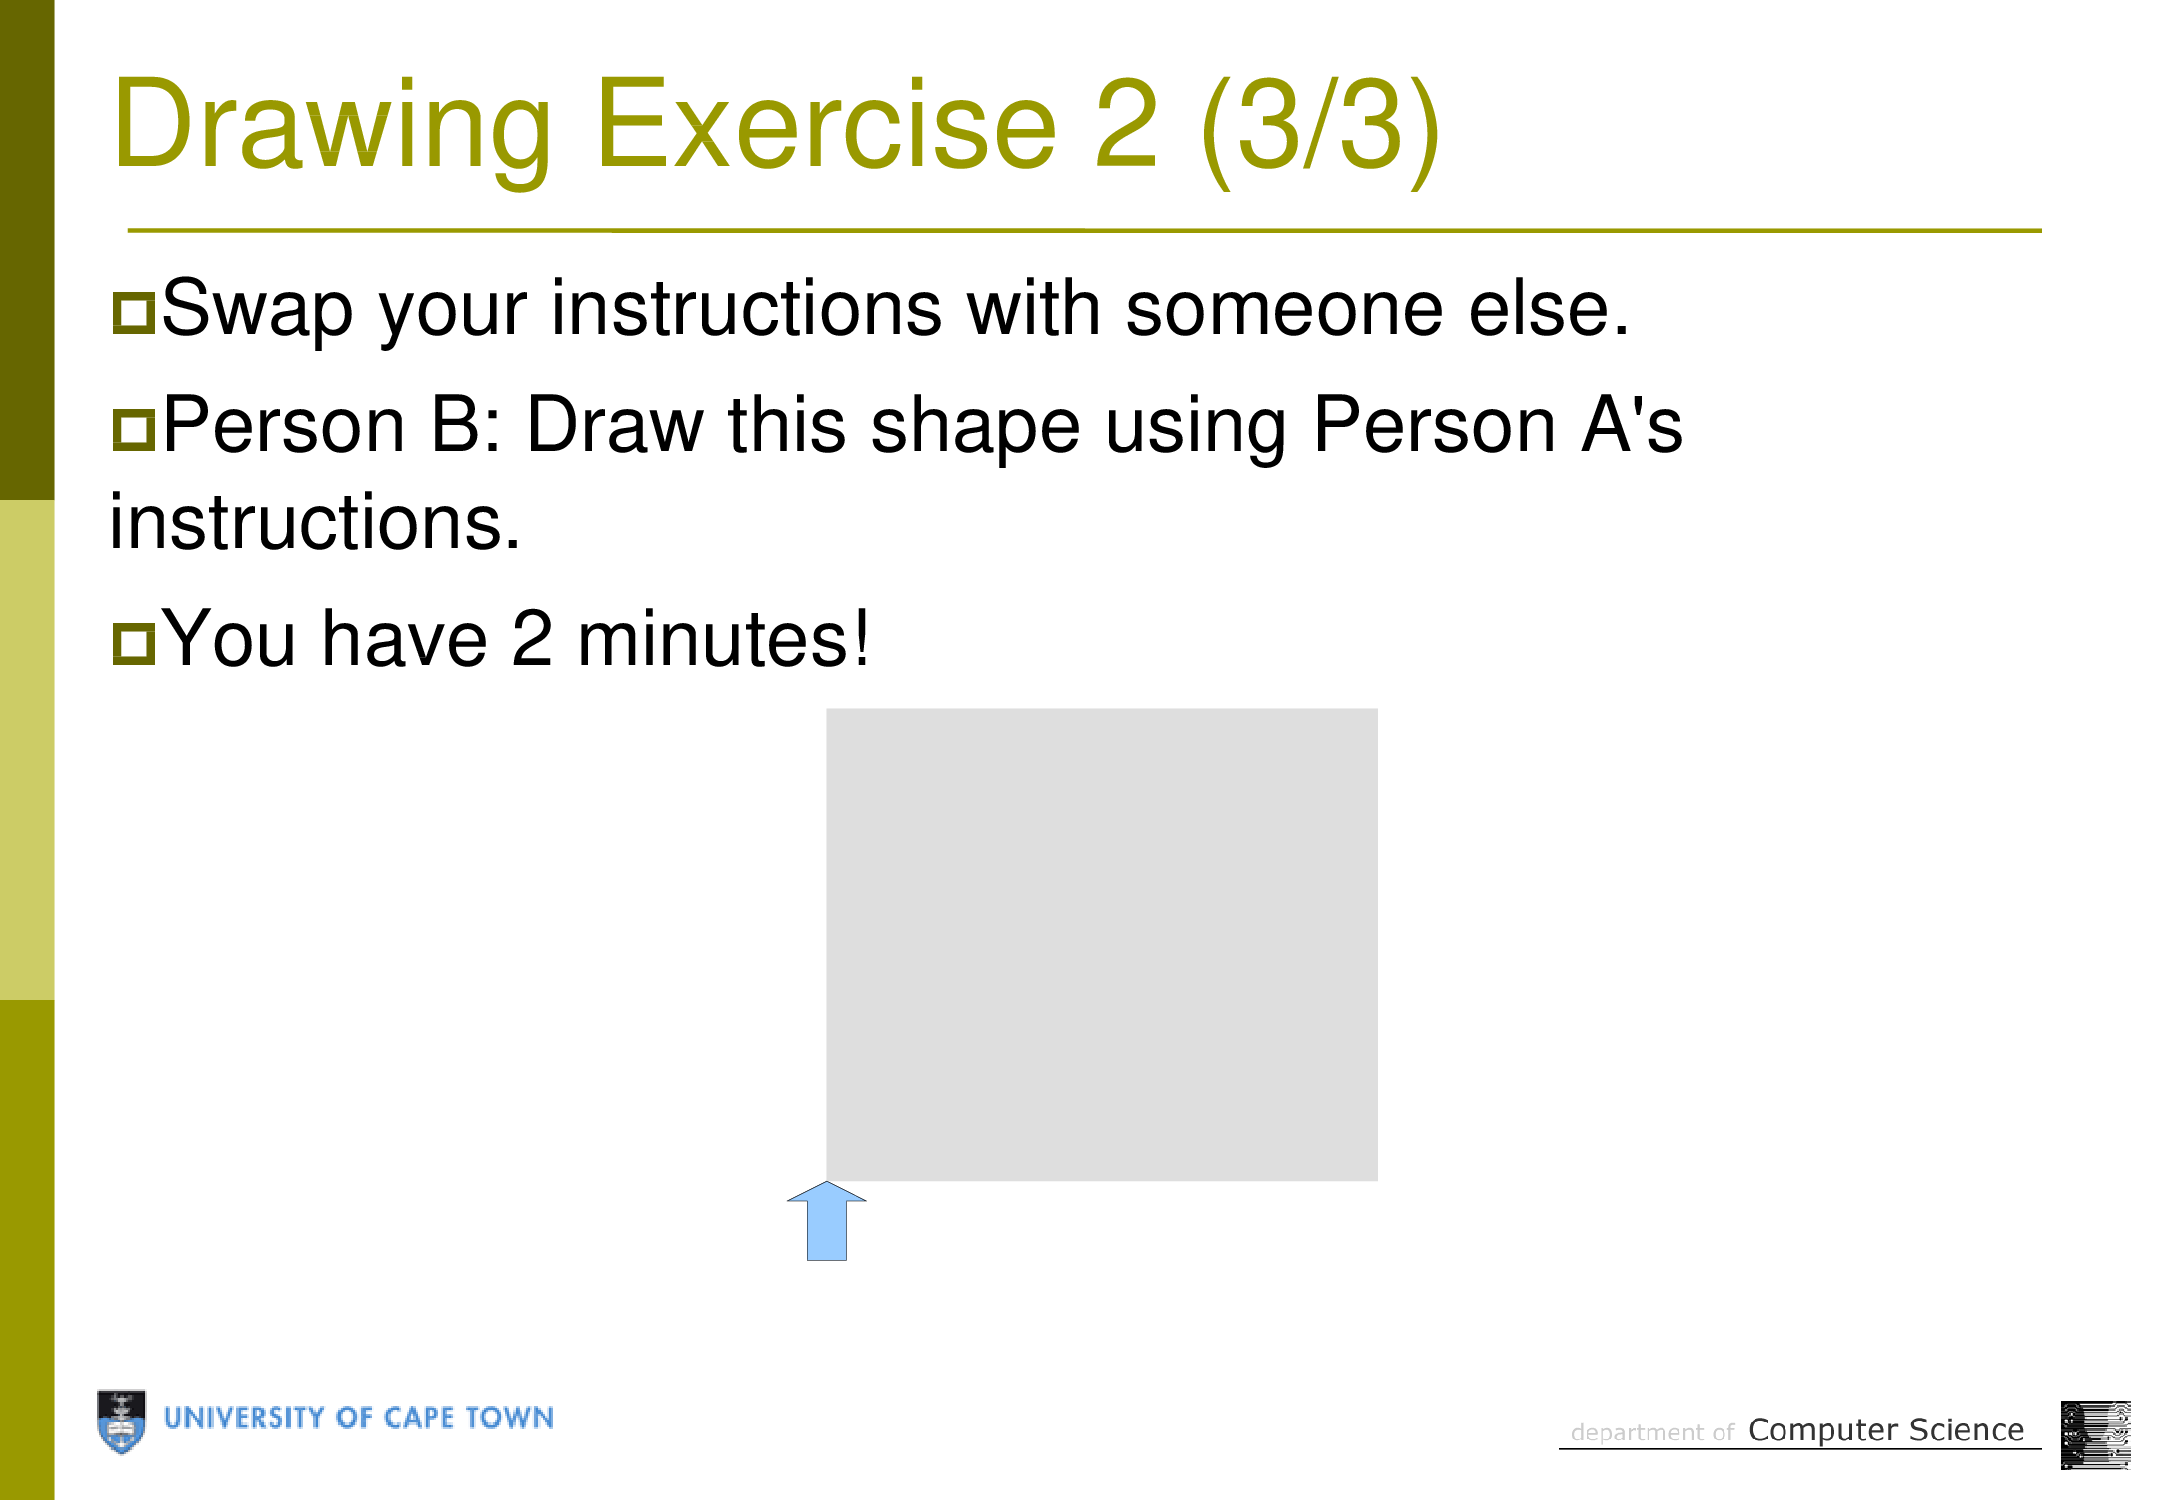 Drawing Exercise 2 (3/3)
Swap your instructions with someone else.
Person B: Draw this shape using Person A's
instructions.
You have 2 minutes!
UNIVERSITY OF CAPE TOWN
department of Computer Science